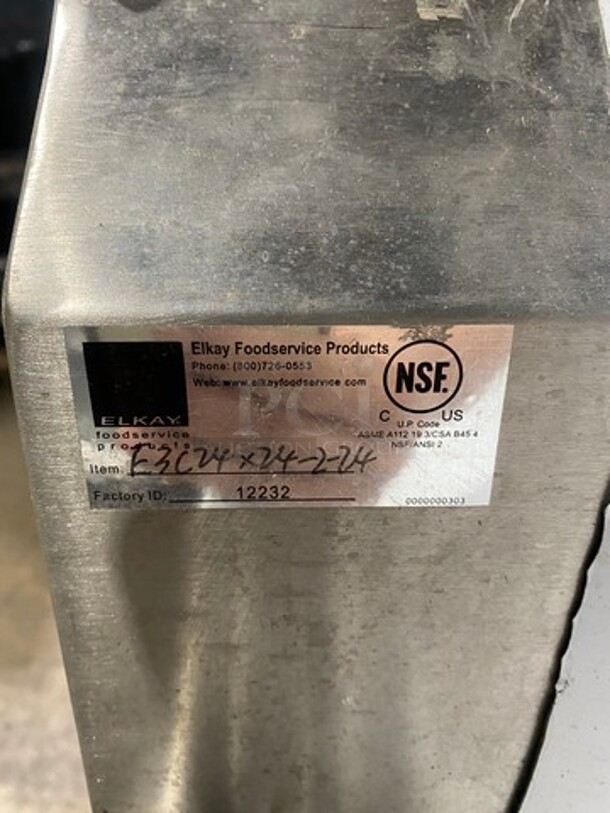 Elkay Foodservice Products
Phone: (800)726-0553
Web: www.elkayfoodservice.com
NSF.
C US
U.P. Code
ASME A112.19.3/CSA B45.4
NSF/ANSI 2
ELKAY
foodservice
products
Item: E3C24x24-2-24
Factory ID: 12232
0000000303
PCI